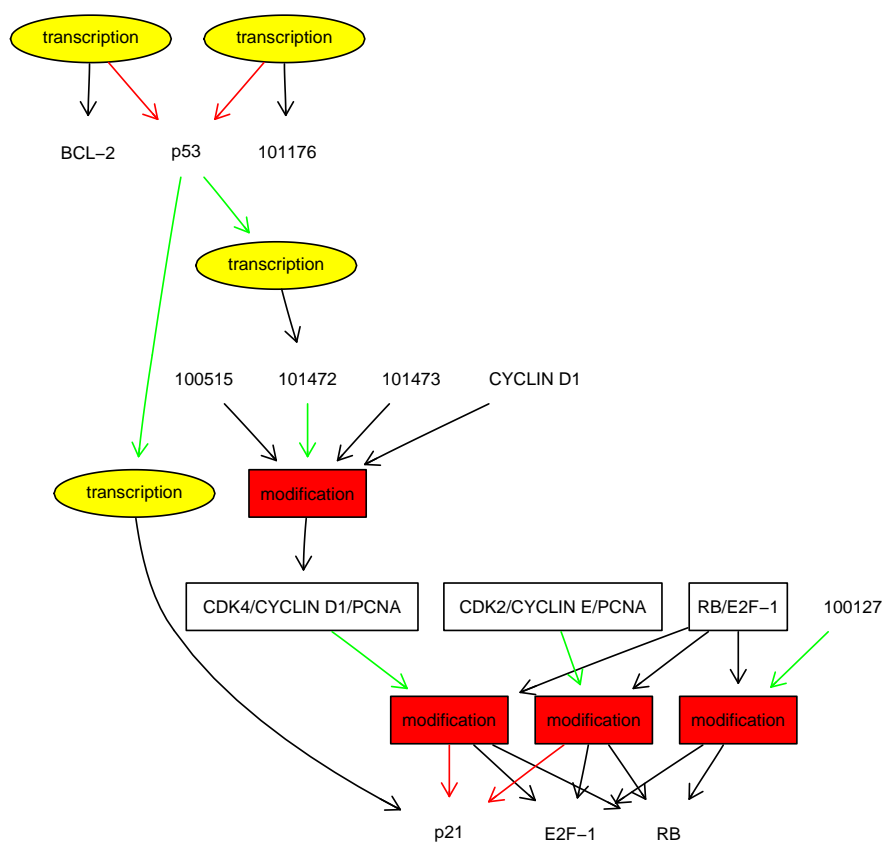 transcription
transcription
BCL−2
p53
101176
transcription
100515
101472
101473
CYCLIN D1
transcription
modification
CDK4/CYCLIN D1/PCNA
CDK2/CYCLIN E/PCNA
RB/E2F−1
100127
modification
modification
modification
p21
E2F−1
RB